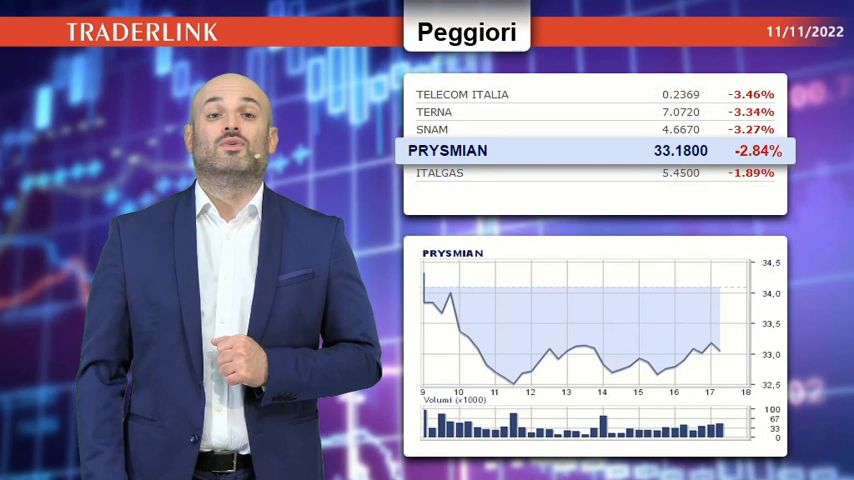 TRADERLINK
Peggiori
11/11/2022
TELECOM ITALIA 0.2369 -3.46%
TERNA 7.0720 -3.34%
SNAM 4.6670 -3.27%
PRYSMIAN 33.1800 -2.84%
ITALGAS 5.4500 -1.89%
PRYSMIAN
34,5
34,0
33,5
33,0
32,5
9 10 11 12 13 14 15 16 17 18
Volumi (x1000)
100
67
33
0